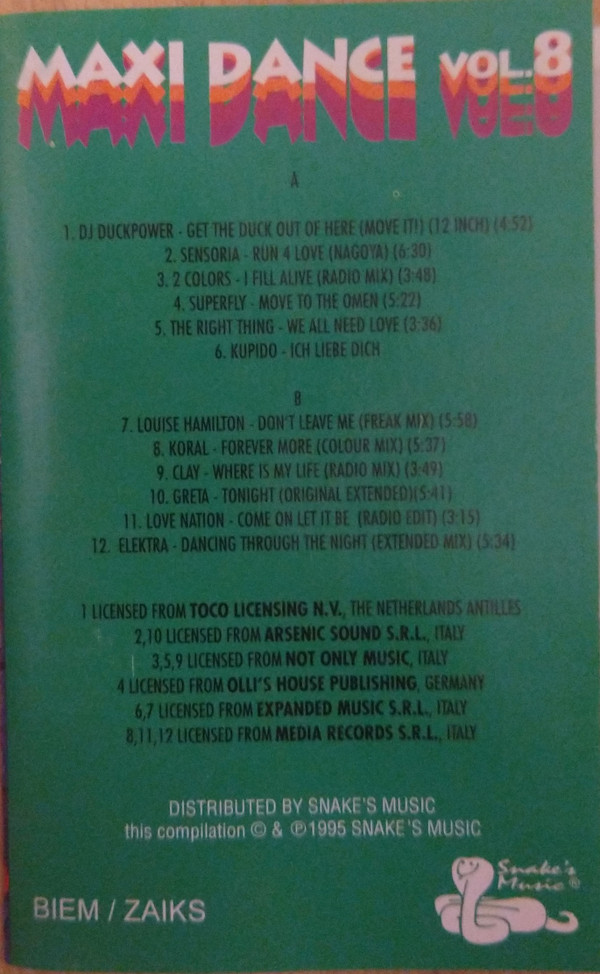 MAXI DANCE VOL.8
A
1. DJ DUCKPOWER - GET THE DUCK OUT OF HERE (MOVE IT!) (12 INCH) (4:52)
2. SENSORIA - RUN 4 LOVE (NAGOYA) (6:30)
3. 2 COLORS - I FILL ALIVE (RADIO MIX) (3:48)
4. SUPERFLY - MOVE TO THE OMEN (5:22)
5. THE RIGHT THING - WE ALL NEED LOVE (3:36)
6. KUPIDO - ICH LIEBE DICH
B
7. LOUISE HAMILTON - DON'T LEAVE ME (FREAK MIX) (5:58)
8. KORAL - FOREVER MORE (COLOUR MIX) (5:37)
9. CLAY - WHERE IS MY LIFE (RADIO MIX) (3:49)
10. GRETA - TONIGHT (ORIGINAL EXTENDED)(5:41)
11. LOVE NATION - COME ON LET IT BE (RADIO EDIT) (3:15)
12. ELEKTRA - DANCING THROUGH THE NIGHT (EXTENDED MIX) (5:34)
1 LICENSED FROM TOCO LICENSING N.V., THE NETHERLANDS ANTILLES
2,10 LICENSED FROM ARSENIC SOUND S.R.L., ITALY
3,5,9 LICENSED FROM NOT ONLY MUSIC, ITALY
4 LICENSED FROM OLLI'S HOUSE PUBLISHING, GERMANY
6,7 LICENSED FROM EXPANDED MUSIC S.R.L., ITALY
8,11,12 LICENSED FROM MEDIA RECORDS S.R.L., ITALY
DISTRIBUTED BY SNAKE'S MUSIC
this compilation © & ℗1995 SNAKE'S MUSIC
Snake's
Music ®
BIEM / ZAIKS